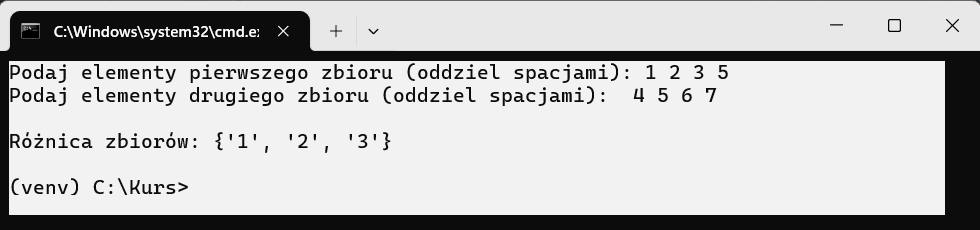 C:\Windows\system32\cmd.e:
Podaj elementy pierwszego zbioru (oddziel spacjami): 1 2 3 5
Podaj elementy drugiego zbioru (oddziel spacjami):  4 5 6 7
Różnica zbiorów: {'1', '2', '3'}
(venv) C:\Kurs>